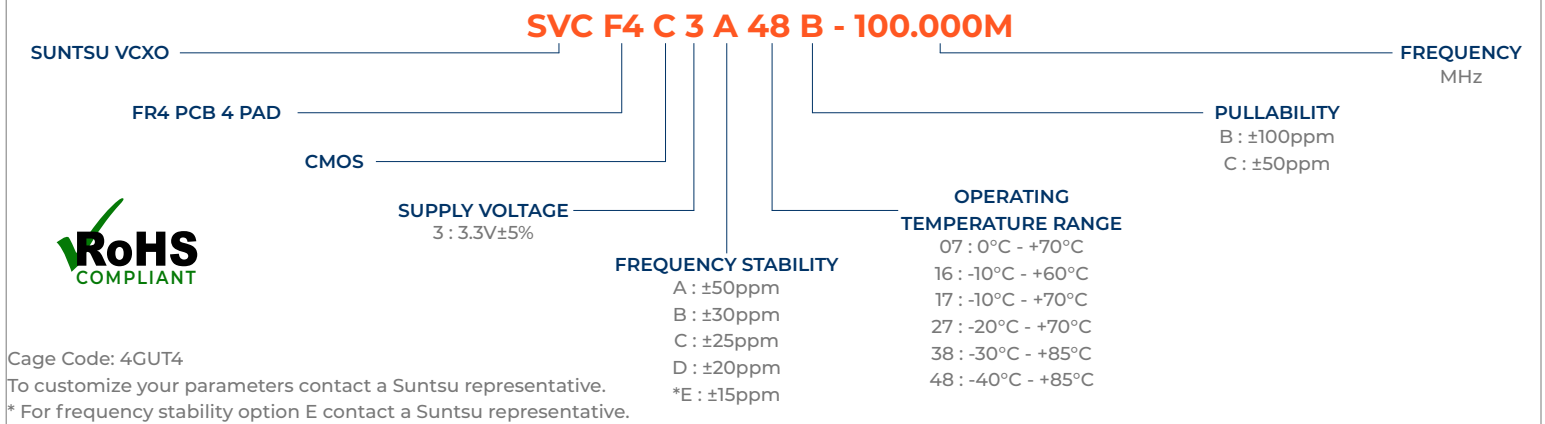 SVC F4 C 3 A 48 B - 100.000M
SUNTSU VCXO
FREQUENCY
MHz
FR4 PCB 4 PAD
PULLABILITY
B : ±100ppm
C : ±50ppm
CMOS
SUPPLY VOLTAGE
3 : 3.3V±5%
OPERATING
TEMPERATURE RANGE
07 : 0°C - +70°C
16 : -10°C - +60°C
17 : -10°C - +70°C
27 : -20°C - +70°C
38 : -30°C - +85°C
48 : -40°C - +85°C
FREQUENCY STABILITY
A : ±50ppm
B : ±30ppm
C : ±25ppm
D : ±20ppm
*E : ±15ppm
RoHS
COMPLIANT
Cage Code: 4GUT4
To customize your parameters contact a Suntsu representative.
* For frequency stability option E contact a Suntsu representative.